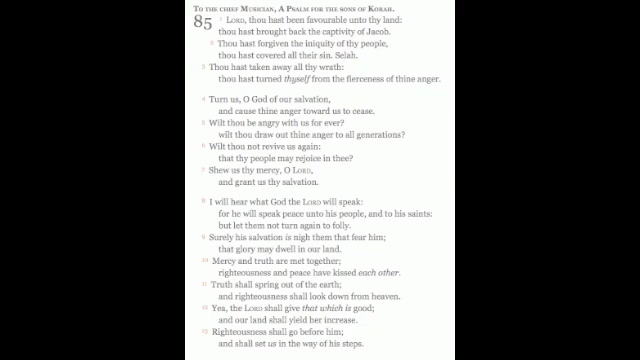 To the chief Musician, A Psalm for the sons of Korah.
85 1 Lord, thou hast been favourable unto thy land:
thou hast brought back the captivity of Jacob.
2 Thou hast forgiven the iniquity of thy people,
thou hast covered all their sin. Selah.
3 Thou hast taken away all thy wrath:
thou hast turned thyself from the fierceness of thine anger.
4 Turn us, O God of our salvation,
and cause thine anger toward us to cease.
5 Wilt thou be angry with us for ever?
wilt thou draw out thine anger to all generations?
6 Wilt thou not revive us again:
that thy people may rejoice in thee?
7 Shew us thy mercy, O Lord,
and grant us thy salvation.
8 I will hear what God the Lord will speak:
for he will speak peace unto his people, and to his saints:
but let them not turn again to folly.
9 Surely his salvation is nigh them that fear him;
that glory may dwell in our land.
10 Mercy and truth are met together;
righteousness and peace have kissed each other.
11 Truth shall spring out of the earth;
and righteousness shall look down from heaven.
12 Yea, the Lord shall give that which is good;
and our land shall yield her increase.
13 Righteousness shall go before him;
and shall set us in the way of his steps.